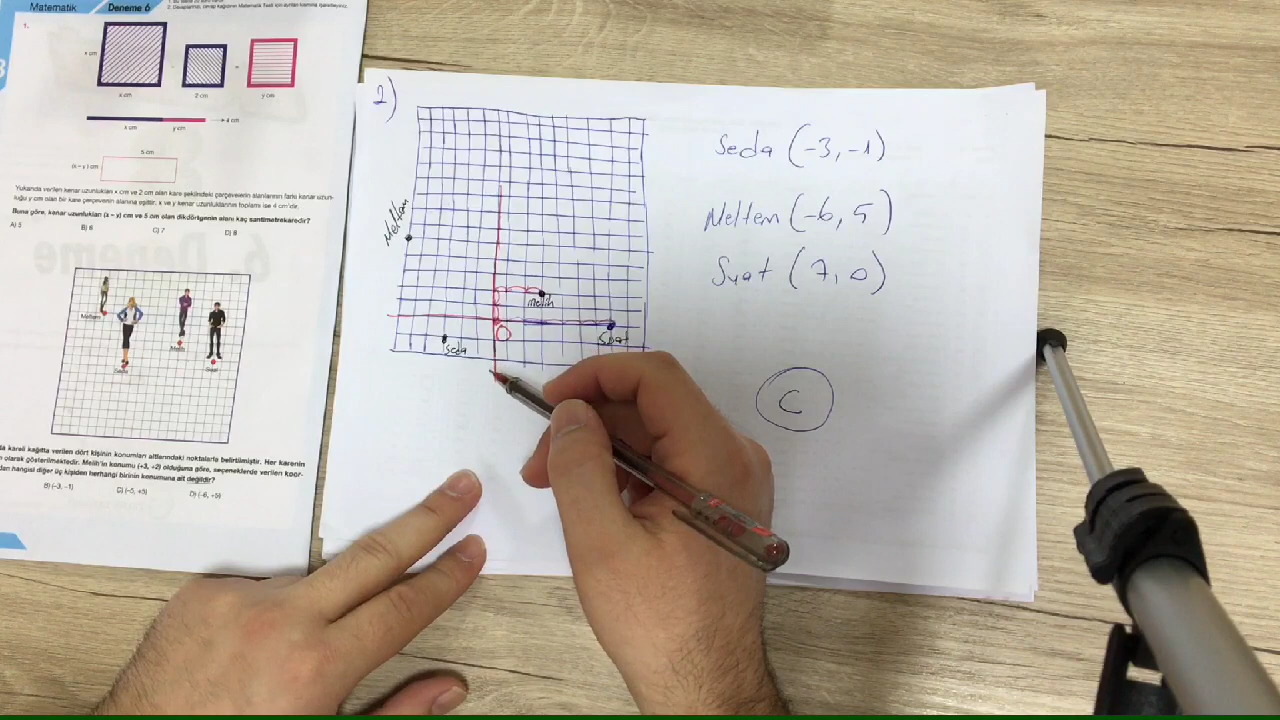 Matematik
Deneme 6
1.
x cm
x cm
2 cm
y cm
x cm
y cm
4 cm
5 cm
(x – y) cm
Yukarıda verilen kenar uzunlukları x cm ve 2 cm olan kare şeklindeki çerçevelerin alanlarının farkı kenar uzun-
luğu y cm olan bir kare çerçevenin alanına eşittir. x ve y kenar uzunluklarının toplamı ise 4 cm'dir.
Buna göre, kenar uzunlukları (x – y) cm ve 5 cm olan dikdörtgenin alanı kaç santimetrekaredir?
A) 5
B) 6
C) 7
D) 8
6. Deneme
Meltem
Melih
Seda
Suat
kareli kağıtta verilen dört kişinin konumları altlarındaki noktalarla belirtilmiştir. Her karenin
olarak gösterilmektedir. Melih'in konumu (+3, +2) olduğuna göre, seçeneklerde verilen koor-
hangisi diğer üç kişiden herhangi birinin konumuna ait değildir?
B) (–3, –1)
C) (–5, +5)
D) (–6, +5)
2)
Meltem
Melih
O
Suat
Seda
Seda (-3, -1)
Meltem (-6, 5)
Suat (7, 0)
C